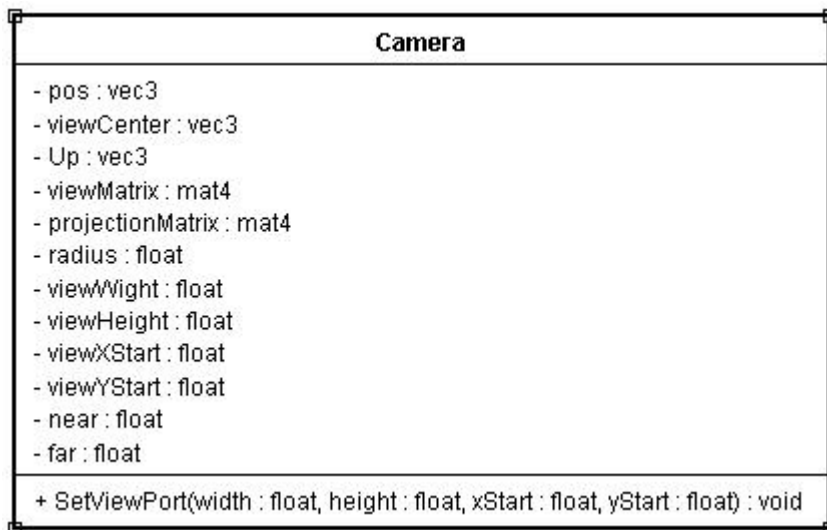 Camera
- pos : vec3
- viewCenter : vec3
- Up : vec3
- viewMatrix : mat4
- projectionMatrix : mat4
- radius : float
- viewWight : float
- viewHeight : float
- viewXStart : float
- viewYStart : float
- near : float
- far : float
+ SetViewPort(width : float, height : float, xStart : float, yStart : float) : void